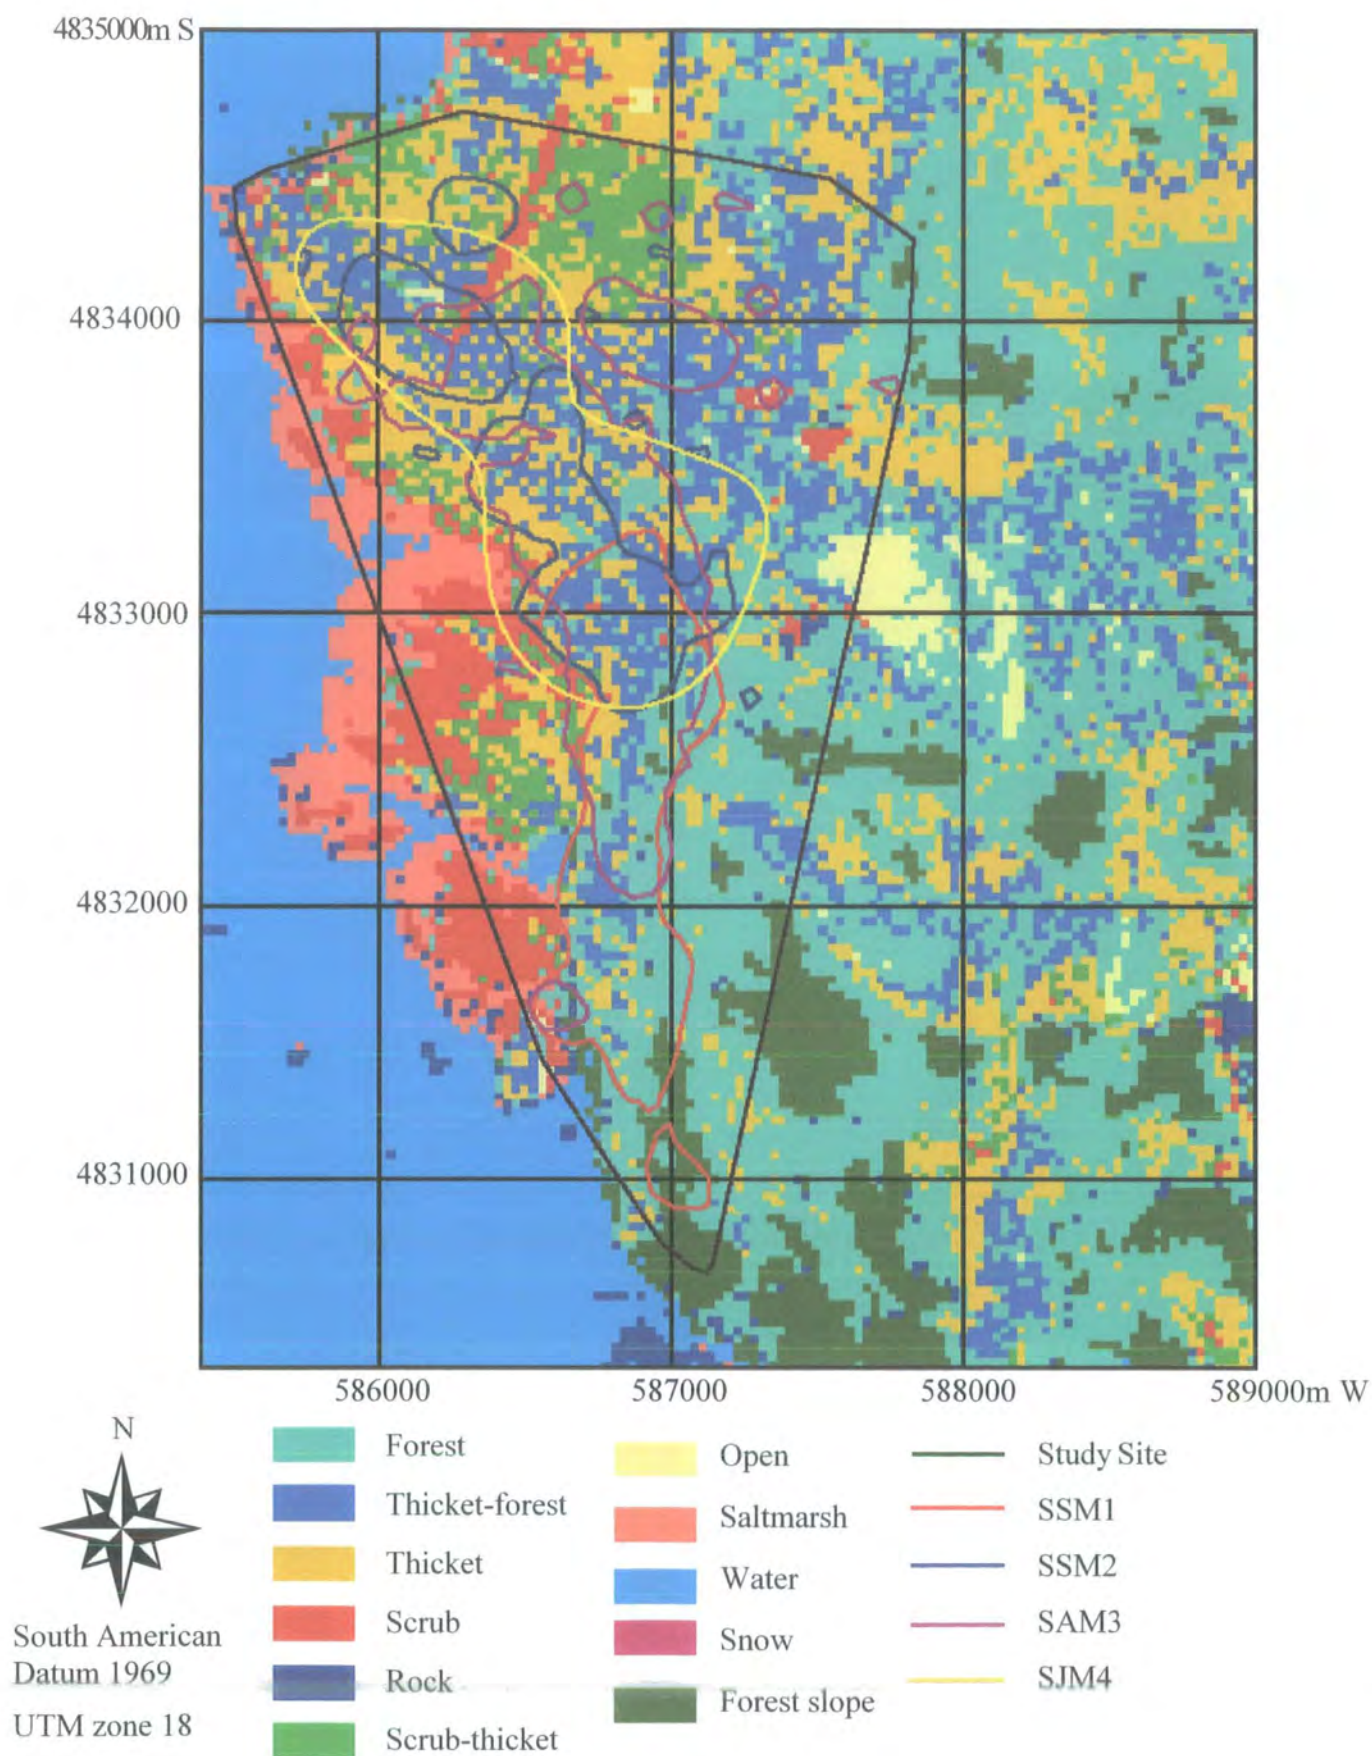 4835000m S
4834000
4833000
4832000
4831000
586000 587000 588000 589000m W
N
South American
Datum 1969
UTM zone 18
Forest
Thicket-forest
Thicket
Scrub
Rock
Scrub-thicket
Open
Saltmarsh
Water
Snow
Forest slope
Study Site
SSM1
SSM2
SAM3
SJM4